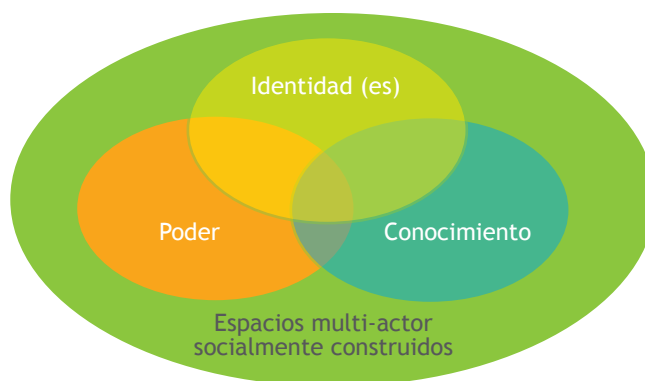 Identidad (es)
Poder
Conocimiento
Espacios multi-actor
socialmente construidos